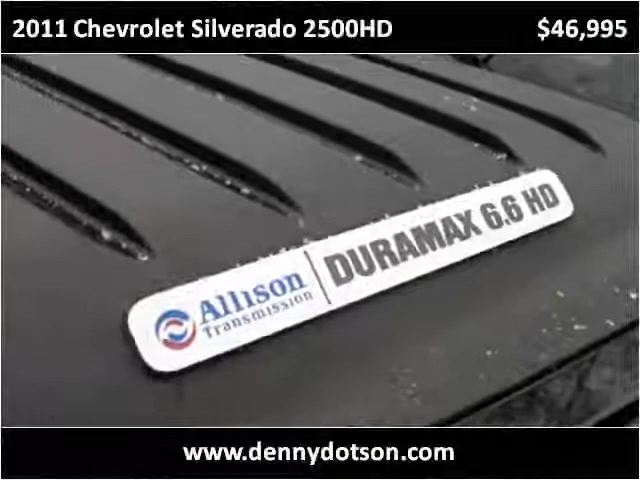 2011 Chevrolet Silverado 2500HD $46,995
Allison DURAMAX 6.6 HD
Transmission
www.dennydotson.com